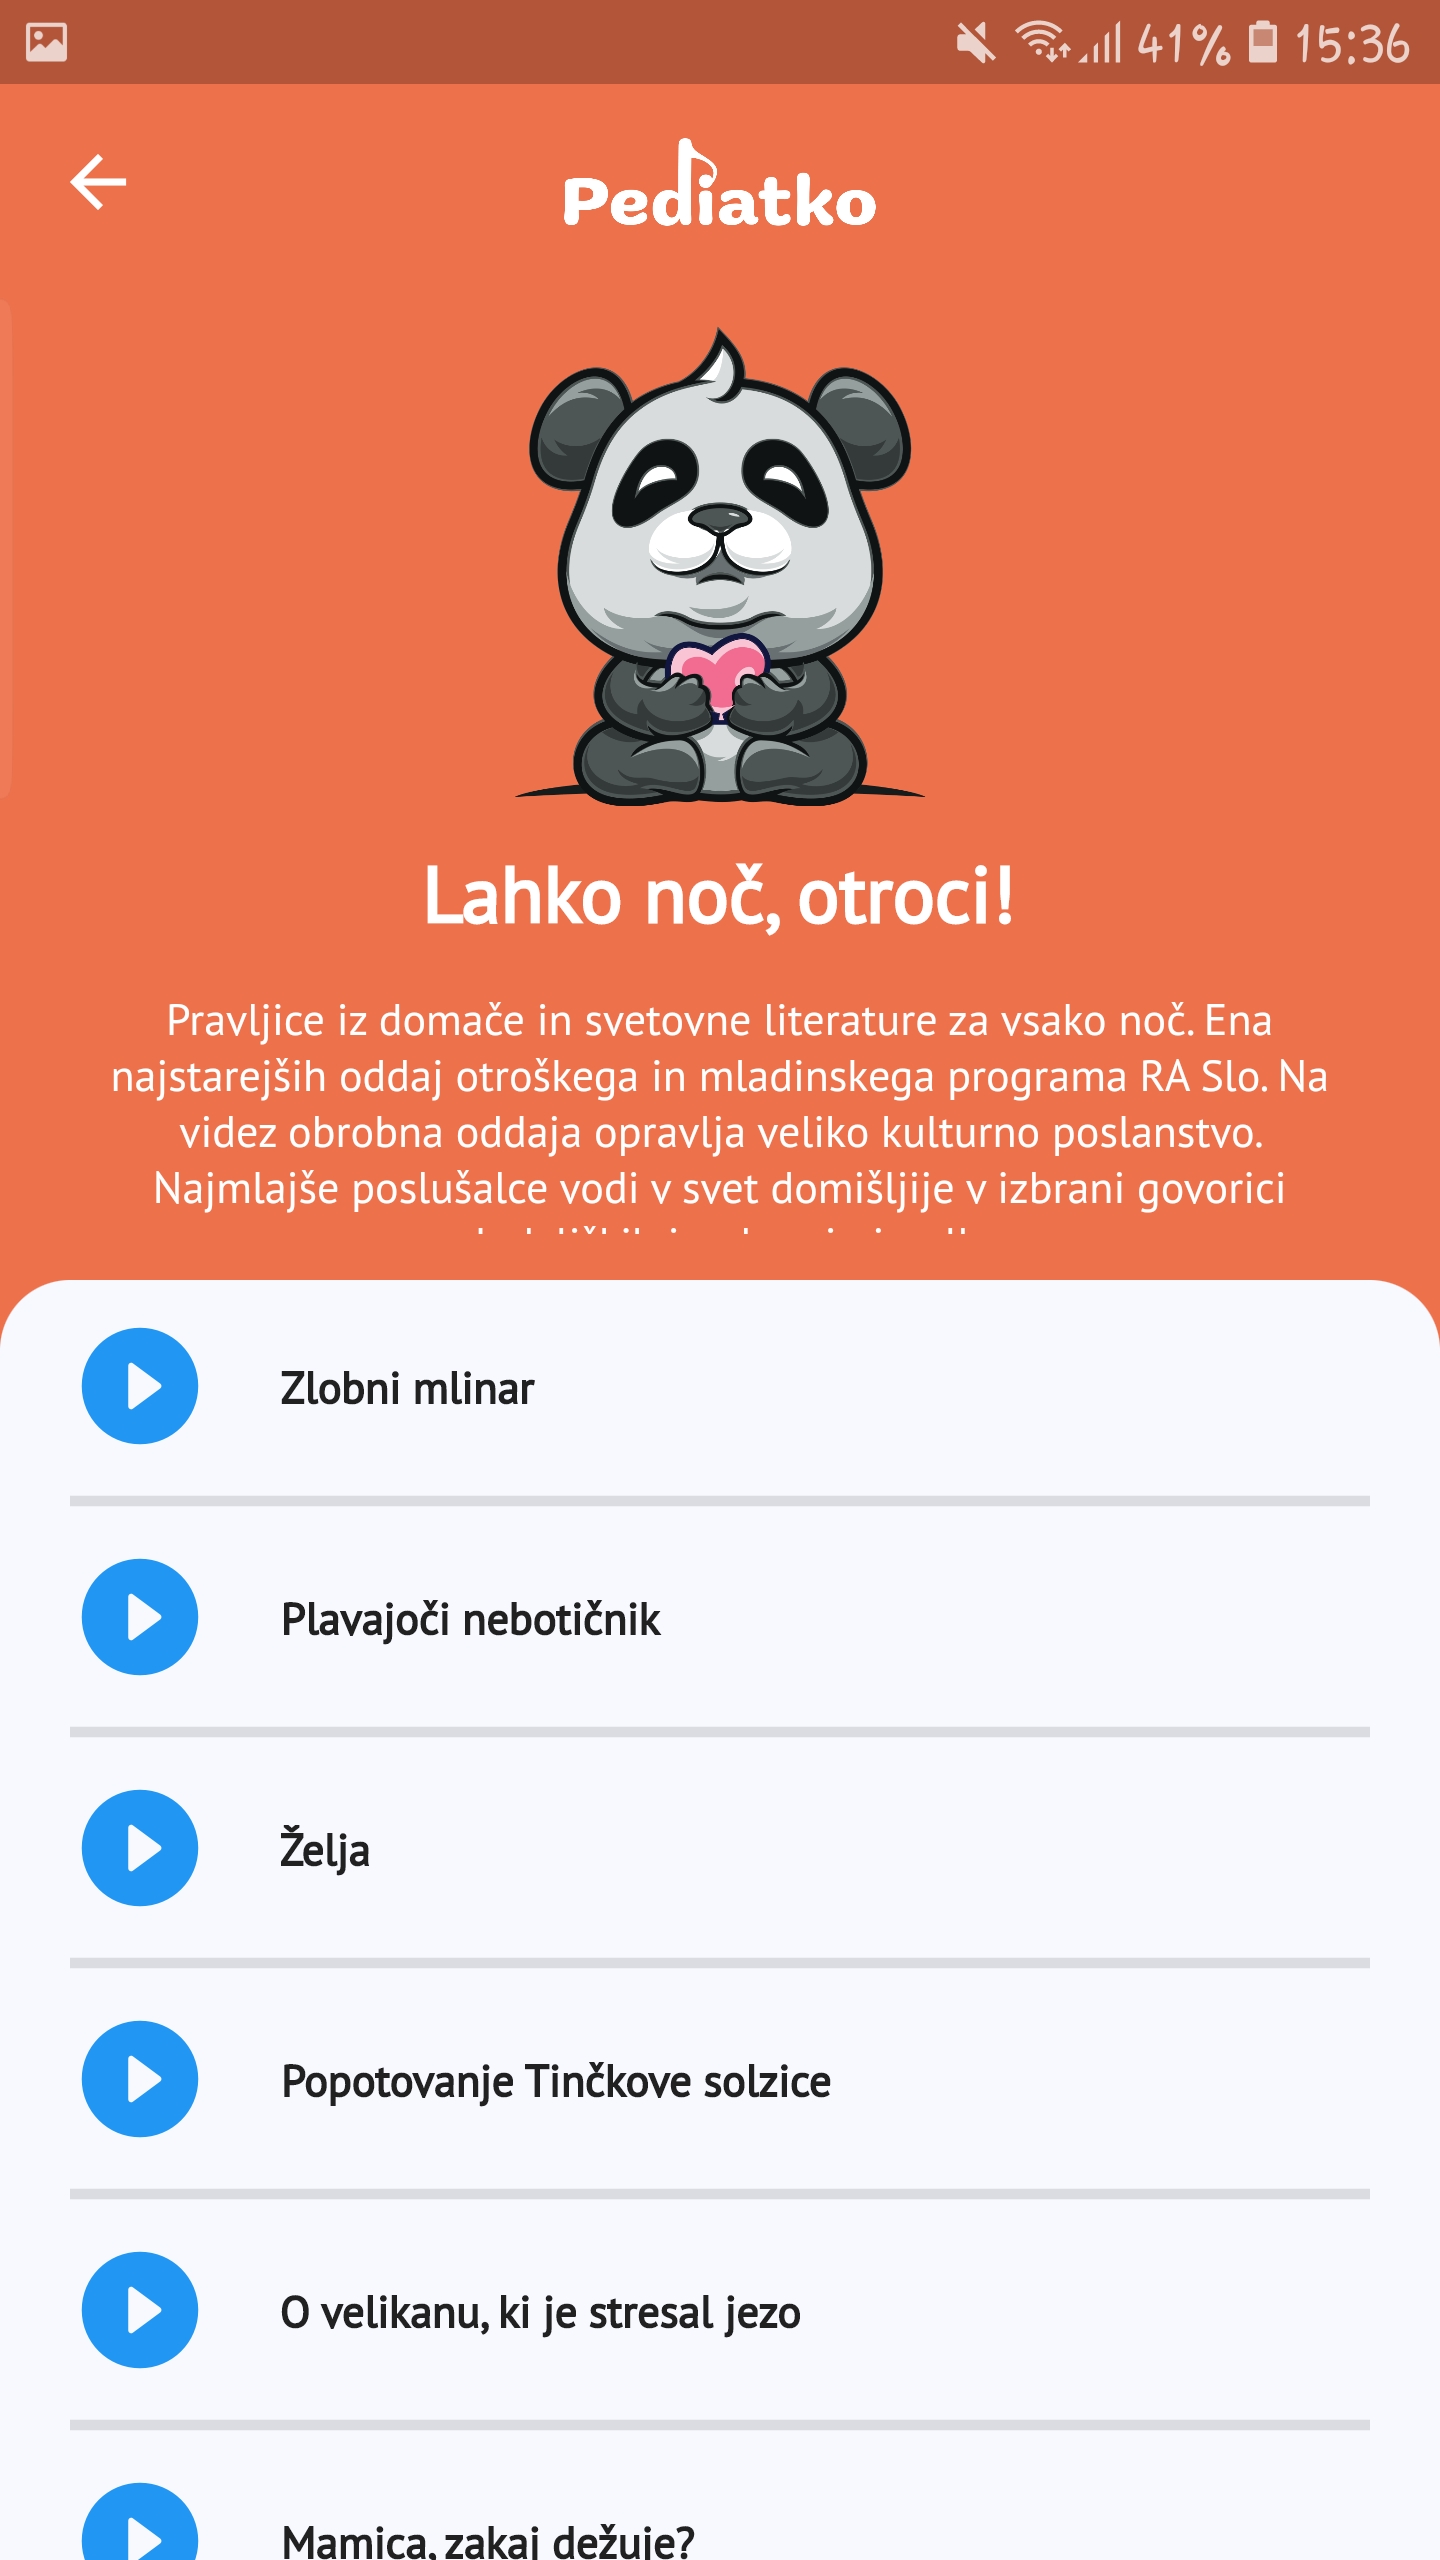 41% 15:36
Pediatko
Lahko noč, otroci!
Pravljice iz domače in svetovne literature za vsako noč. Ena
najstarejših oddaj otroškega in mladinskega programa RA Slo. Na
videz obrobna oddaja opravlja veliko kulturno poslanstvo.
Najmlajše poslušalce vodi v svet domišljije v izbrani govorici
Zlobni mlinar
Plavajoči nebotičnik
Želja
Popotovanje Tinčkove solzice
O velikanu, ki je stresal jezo
Mamica, zakaj dežuje?